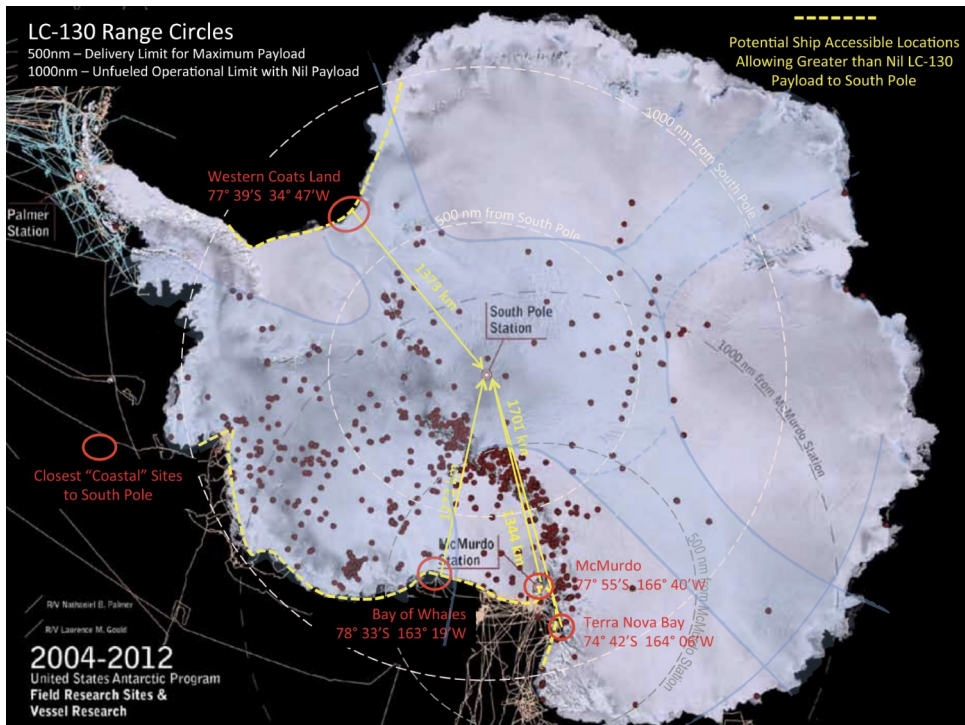 LC-130 Range Circles
500nm – Delivery Limit for Maximum Payload
1000nm – Unfueled Operational Limit with Nil Payload
Potential Ship Accessible Locations
Allowing Greater than Nil LC-130
Payload to South Pole
1000 nm from South Pole
Western Coats Land
77° 39'S 34° 47'W
Palmer
Station
500 nm from South Pole
1373 km
South Pole
Station
1000 nm from McMurdo Station
1701 km
Closest "Coastal" Sites
to South Pole
1344 km
McMurdo
Station
500 nm from McMurdo Station
McMurdo
77° 55'S 166° 40'W
Bay of Whales
78° 33'S 163° 19'W
Terra Nova Bay
74° 42'S 164° 06'W
R/V Nathaniel B. Palmer
R/V Laurence M. Gould
2004-2012
United States Antarctic Program
Field Research Sites &
Vessel Research